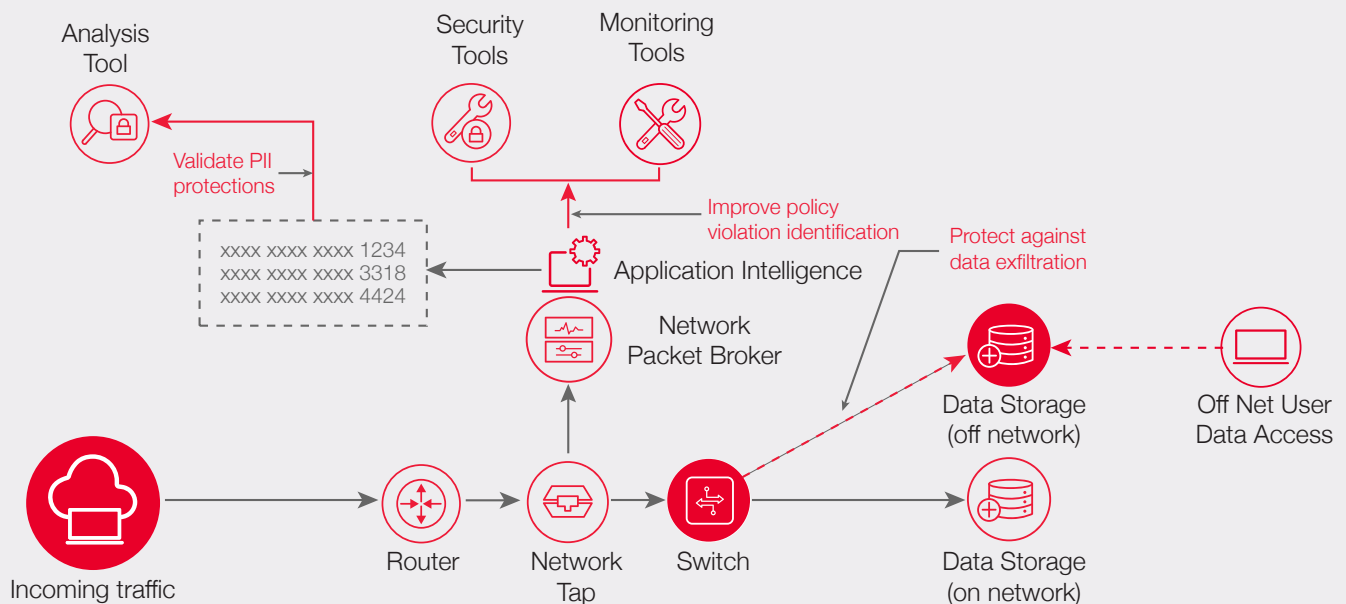 Analysis
Tool
Security
Tools
Monitoring
Tools
Validate PII
protections
Improve policy
violation identification
Protect against
data exfiltration
xxxx xxxx xxxx 1234
xxxx xxxx xxxx 3318
xxxx xxxx xxxx 4424
Application Intelligence
Network
Packet Broker
Data Storage
(off network)
Off Net User
Data Access
Incoming traffic
Router
Network
Tap
Switch
Data Storage
(on network)